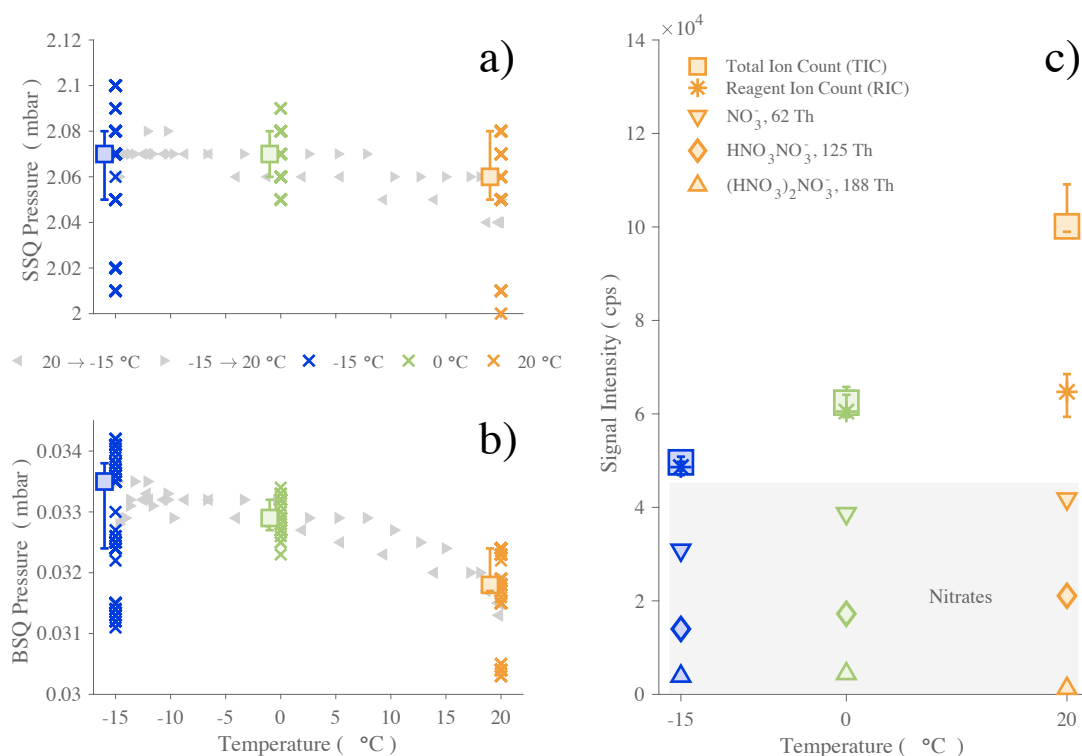 2.12
2.1
2.08
2.06
2.04
2.02
2
SSQ Pressure ( mbar)
a)
20 → -15 °C
-15 → 20 °C
-15 °C
0 °C
20 °C
0.034
0.033
0.032
0.031
0.03
BSQ Pressure ( mbar)
b)
-15
-10
-5
0
5
10
15
20
Temperature ( °C)
×10⁴
14
12
10
8
6
4
2
0
Signal Intensity ( cps)
c)
Total Ion Count (TIC)
Reagent Ion Count (RIC)
NO₃⁻, 62 Th
HNO₃NO₃⁻, 125 Th
(HNO₃)₂NO₃⁻, 188 Th
Nitrates
-15
0
20
Temperature ( °C)